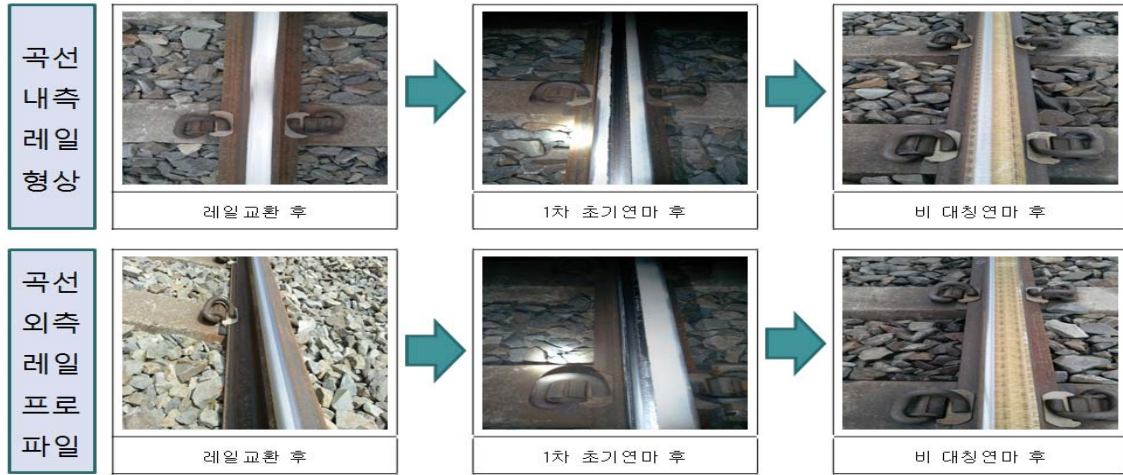 곡선
내측
레일
형상
레일교환 후
1차 초기연마 후
비 대칭연마 후
곡선
외측
레일
프로
파일
레일교환 후
1차 초기연마 후
비 대칭연마 후